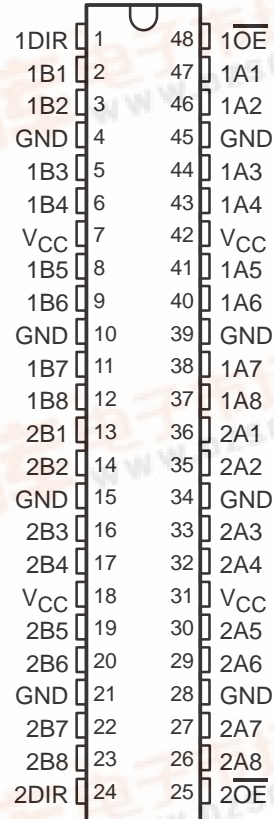 1DIR 1 48 1O̅E̅
1B1 2 47 1A1
1B2 3 46 1A2
GND 4 45 GND
1B3 5 44 1A3
1B4 6 43 1A4
VCC 7 42 VCC
1B5 8 41 1A5
1B6 9 40 1A6
GND 10 39 GND
1B7 11 38 1A7
1B8 12 37 1A8
2B1 13 36 2A1
2B2 14 35 2A2
GND 15 34 GND
2B3 16 33 2A3
2B4 17 32 2A4
VCC 18 31 VCC
2B5 19 30 2A5
2B6 20 29 2A6
GND 21 28 GND
2B7 22 27 2A7
2B8 23 26 2A8
2DIR 24 25 2O̅E̅